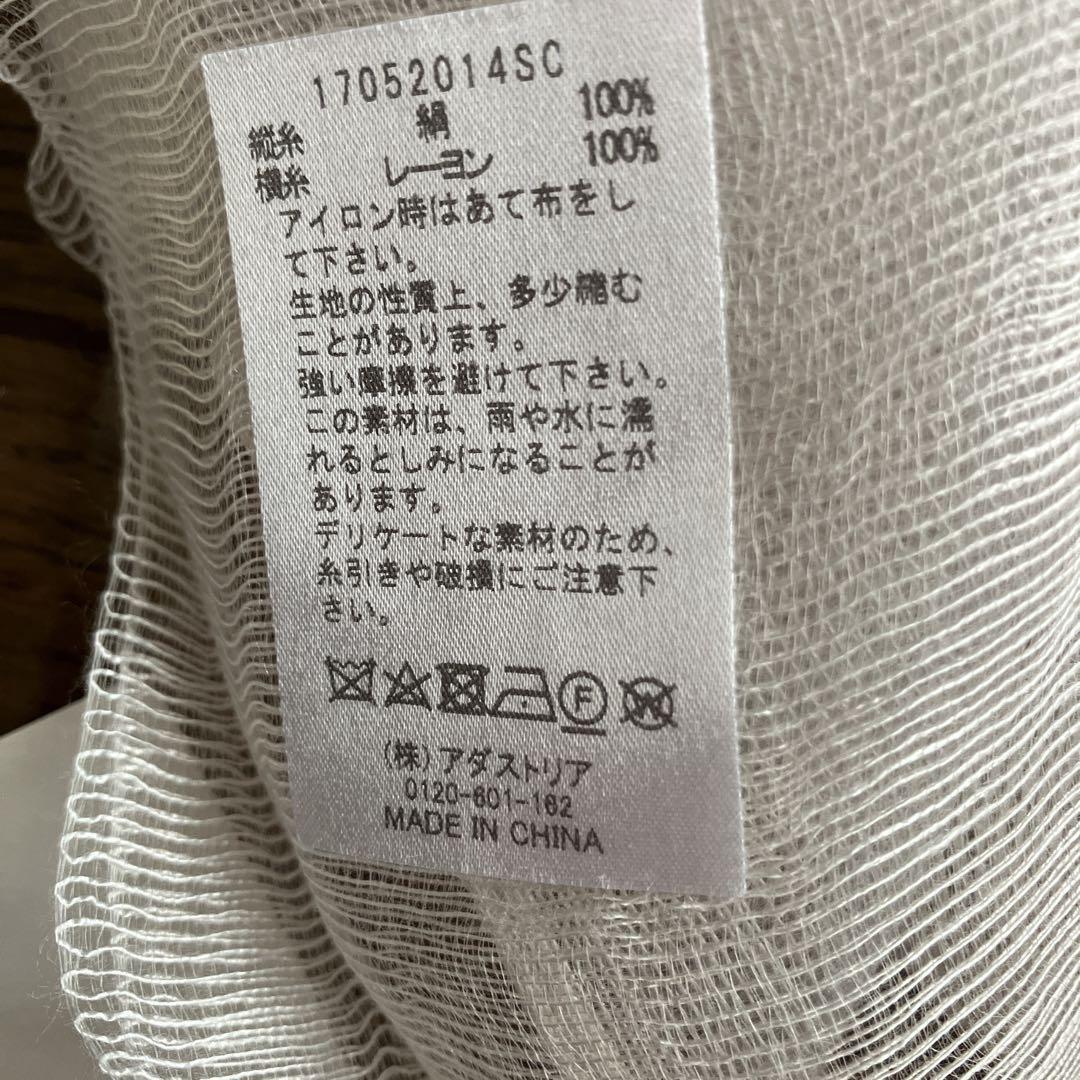 17052014SC
縦糸 絹 100%
横糸 レーヨン 100%
アイロン時はあて布をし
て下さい。
生地の性質上、多少縮む
ことがあります。
強い摩擦を避けて下さい。
この素材は、雨や水に濡
れるとしみになることが
あります。
デリケートな素材のため、
糸引きや破損にご注意下
さい。
F W
(株)アダストリア
0120-601-162
MADE IN CHINA